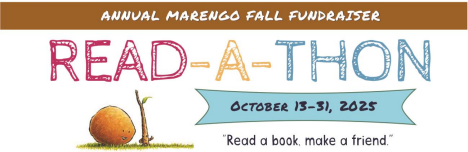 ANNUAL MARENGO FALL FUNDRAISER
READ-A-THON
OCTOBER 13-31, 2025
"Read a book, make a friend."